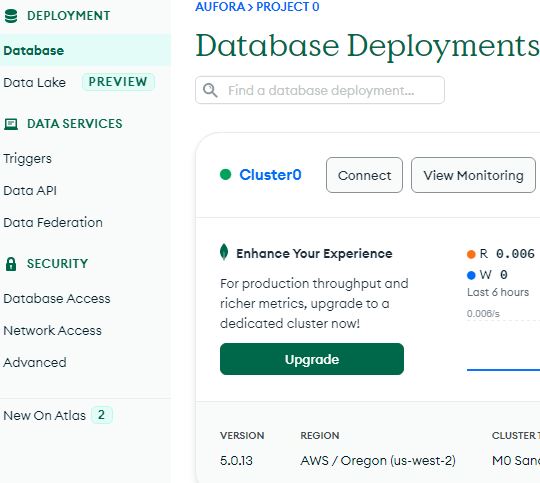 DEPLOYMENT
Database
Data Lake PREVIEW
DATA SERVICES
Triggers
Data API
Data Federation
SECURITY
Database Access
Network Access
Advanced
New On Atlas 2
AUFORA > PROJECT 0
Database Deployments
Find a database deployment...
Cluster0 Connect View Monitoring
Enhance Your Experience
For production throughput and
richer metrics, upgrade to a
dedicated cluster now!
Upgrade
R 0.006
W 0
Last 6 hours
0.006/s
VERSION REGION CLUSTER
5.0.13 AWS / Oregon (us-west-2) M0